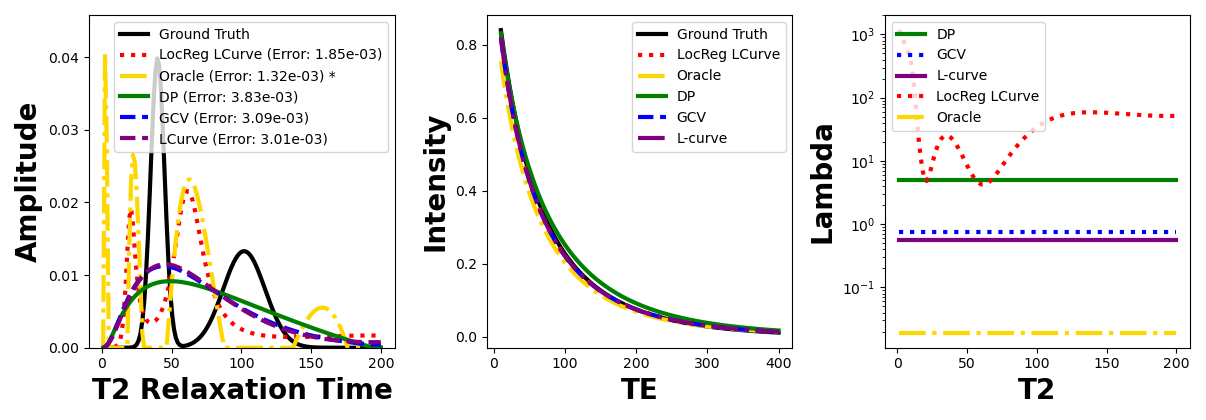 Amplitude
0.04
0.03
0.02
0.01
0.00
Ground Truth
LocReg LCurve (Error: 1.85e-03)
Oracle (Error: 1.32e-03) *
DP (Error: 3.83e-03)
GCV (Error: 3.09e-03)
LCurve (Error: 3.01e-03)
0 50 100 150 200
T2 Relaxation Time
Intensity
0.8
0.6
0.4
0.2
0.0
Ground Truth
LocReg LCurve
Oracle
DP
GCV
L-curve
0 100 200 300 400
TE
Lambda
10³
10²
10¹
10⁰
10⁻¹
DP
GCV
L-curve
LocReg LCurve
Oracle
0 50 100 150 200
T2